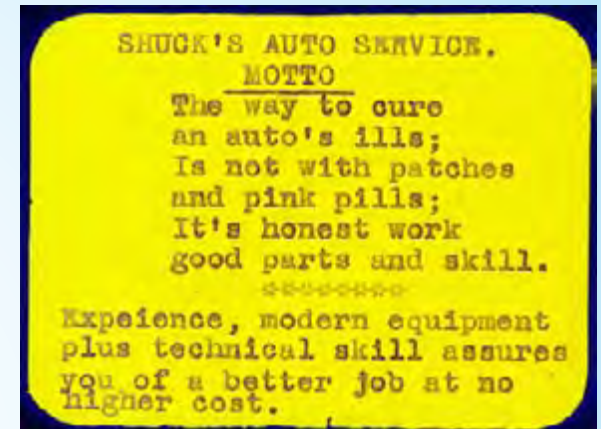 SHUCK'S AUTO SERVICE.
MOTTO
The way to cure
an auto's ills;
Is not with patches
and pink pills;
It's honest work
good parts and skill.
********
Expeience, modern equipment
plus technical skill assures
you of a better job at no
higher cost.